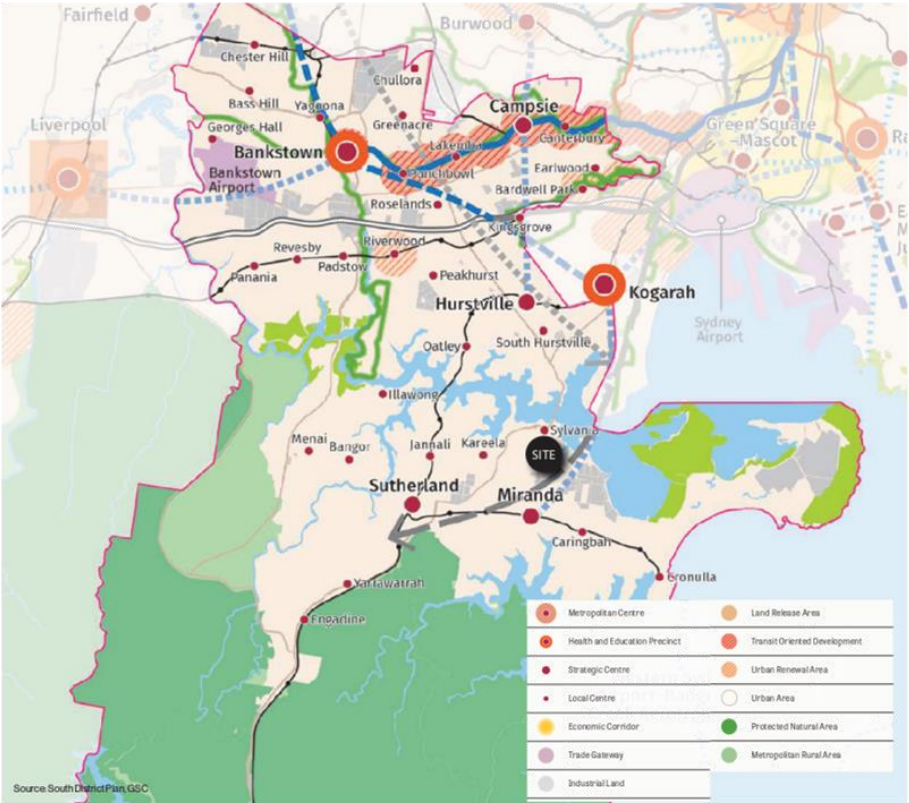 Fairfield
Burwood
Chester Hill
Chullora
Bass Hill
Yagoona
Campsie
Liverpool
Georges Hall
Greenacre
Canterbury
Green Square
Mascot
Lakemba
Bankstown
Punchbowl
Earlwood
Bankstown
Airport
Bardwell Park
Roselands
Kingsgrove
Revesby
Riverwood
Padstow
Panania
Peakhurst
Kogarah
Hurstville
Sydney
Airport
South Hurstville
Oatley
Illawong
Sylvania
Menai
Bangor
Jannali
Kareela
SITE
Sutherland
Miranda
Caringbah
Cronulla
Yarrawarrah
Engadine
Metropolitan Centre
Health and Education Precinct
Strategic Centre
Local Centre
Economic Corridor
Trade Gateway
Industrial Land
Land Release Area
Transit Oriented Development
Urban Renewal Area
Urban Area
Protected Natural Area
Metropolitan Rural Area
Source: South District Plan, GSC